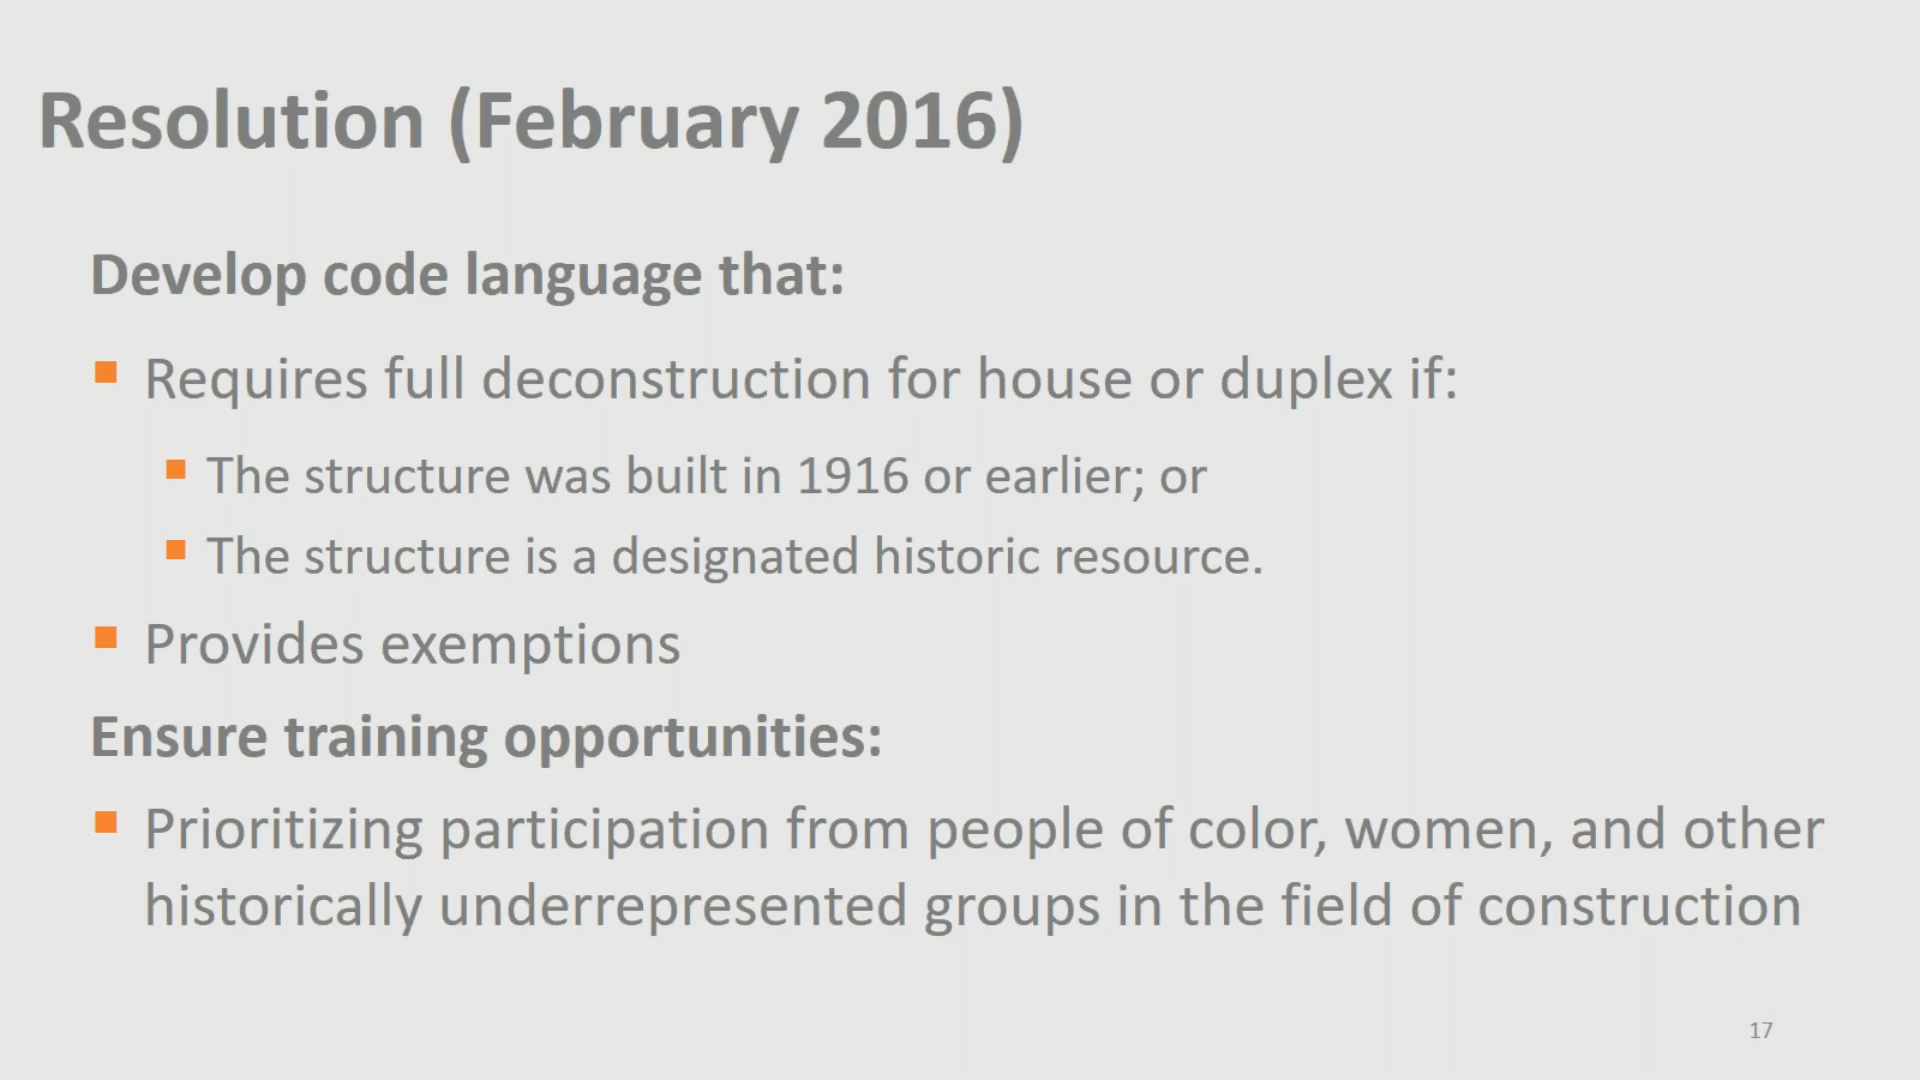 Resolution (February 2016)
Develop code language that:
Requires full deconstruction for house or duplex if:
The structure was built in 1916 or earlier; or
The structure is a designated historic resource.
Provides exemptions
Ensure training opportunities:
Prioritizing participation from people of color, women, and other
historically underrepresented groups in the field of construction
17